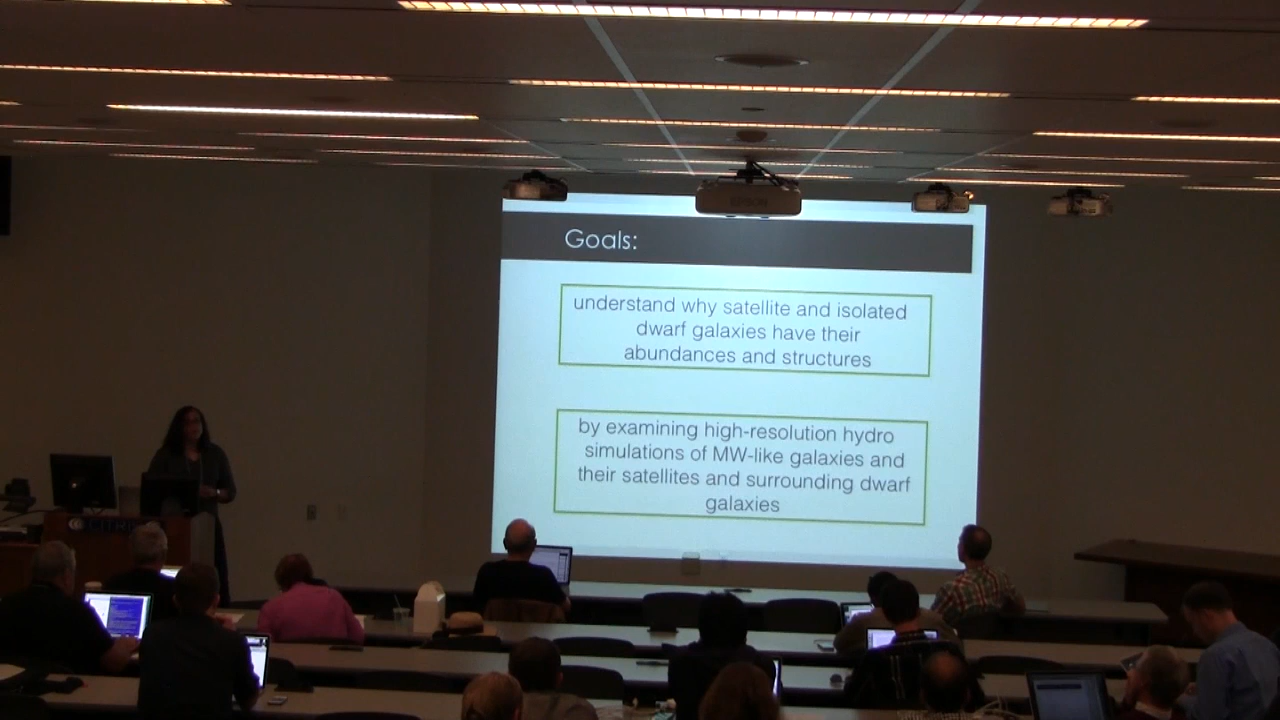 EPSON
Goals:
understand why satellite and isolated
dwarf galaxies have their
abundances and structures
by examining high-resolution hydro
simulations of MW-like galaxies and
their satellites and surrounding dwarf
galaxies